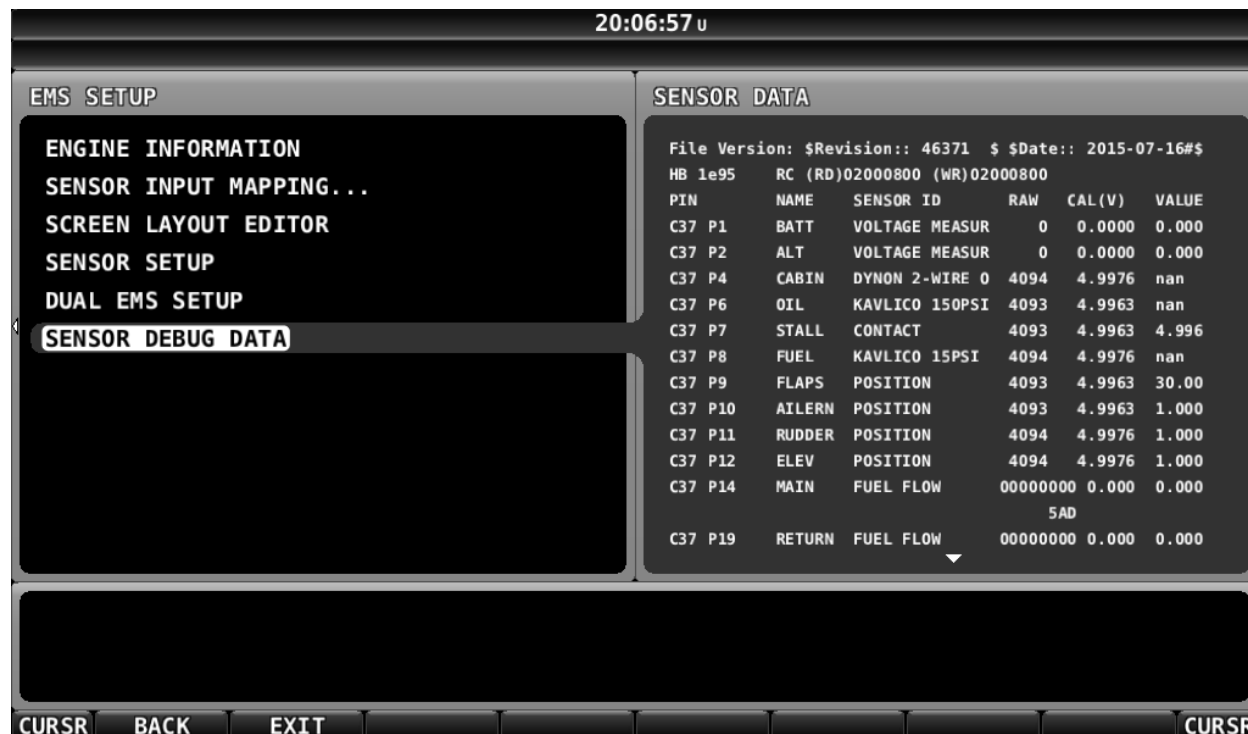 20:06:57 U
EMS SETUP
ENGINE INFORMATION
SENSOR INPUT MAPPING...
SCREEN LAYOUT EDITOR
SENSOR SETUP
DUAL EMS SETUP
SENSOR DEBUG DATA
SENSOR DATA
File Version: $Revision:: 46371 $ $Date:: 2015-07-16#$
HB 1e95 RC (RD)02000800 (WR)02000800
PIN NAME SENSOR ID RAW CAL(V) VALUE
C37 P1 BATT VOLTAGE MEASUR 0 0.0000 0.000
C37 P2 ALT VOLTAGE MEASUR 0 0.0000 0.000
C37 P4 CABIN DYNON 2-WIRE O 4094 4.9976 nan
C37 P6 OIL KAVLICO 150PSI 4093 4.9963 nan
C37 P7 STALL CONTACT 4093 4.9963 4.996
C37 P8 FUEL KAVLICO 15PSI 4094 4.9976 nan
C37 P9 FLAPS POSITION 4093 4.9963 30.00
C37 P10 AILERN POSITION 4093 4.9963 1.000
C37 P11 RUDDER POSITION 4094 4.9976 1.000
C37 P12 ELEV POSITION 4094 4.9976 1.000
C37 P14 MAIN FUEL FLOW 00000000 0.000 0.000
5AD
C37 P19 RETURN FUEL FLOW 00000000 0.000 0.000
CURSR BACK EXIT CURSR